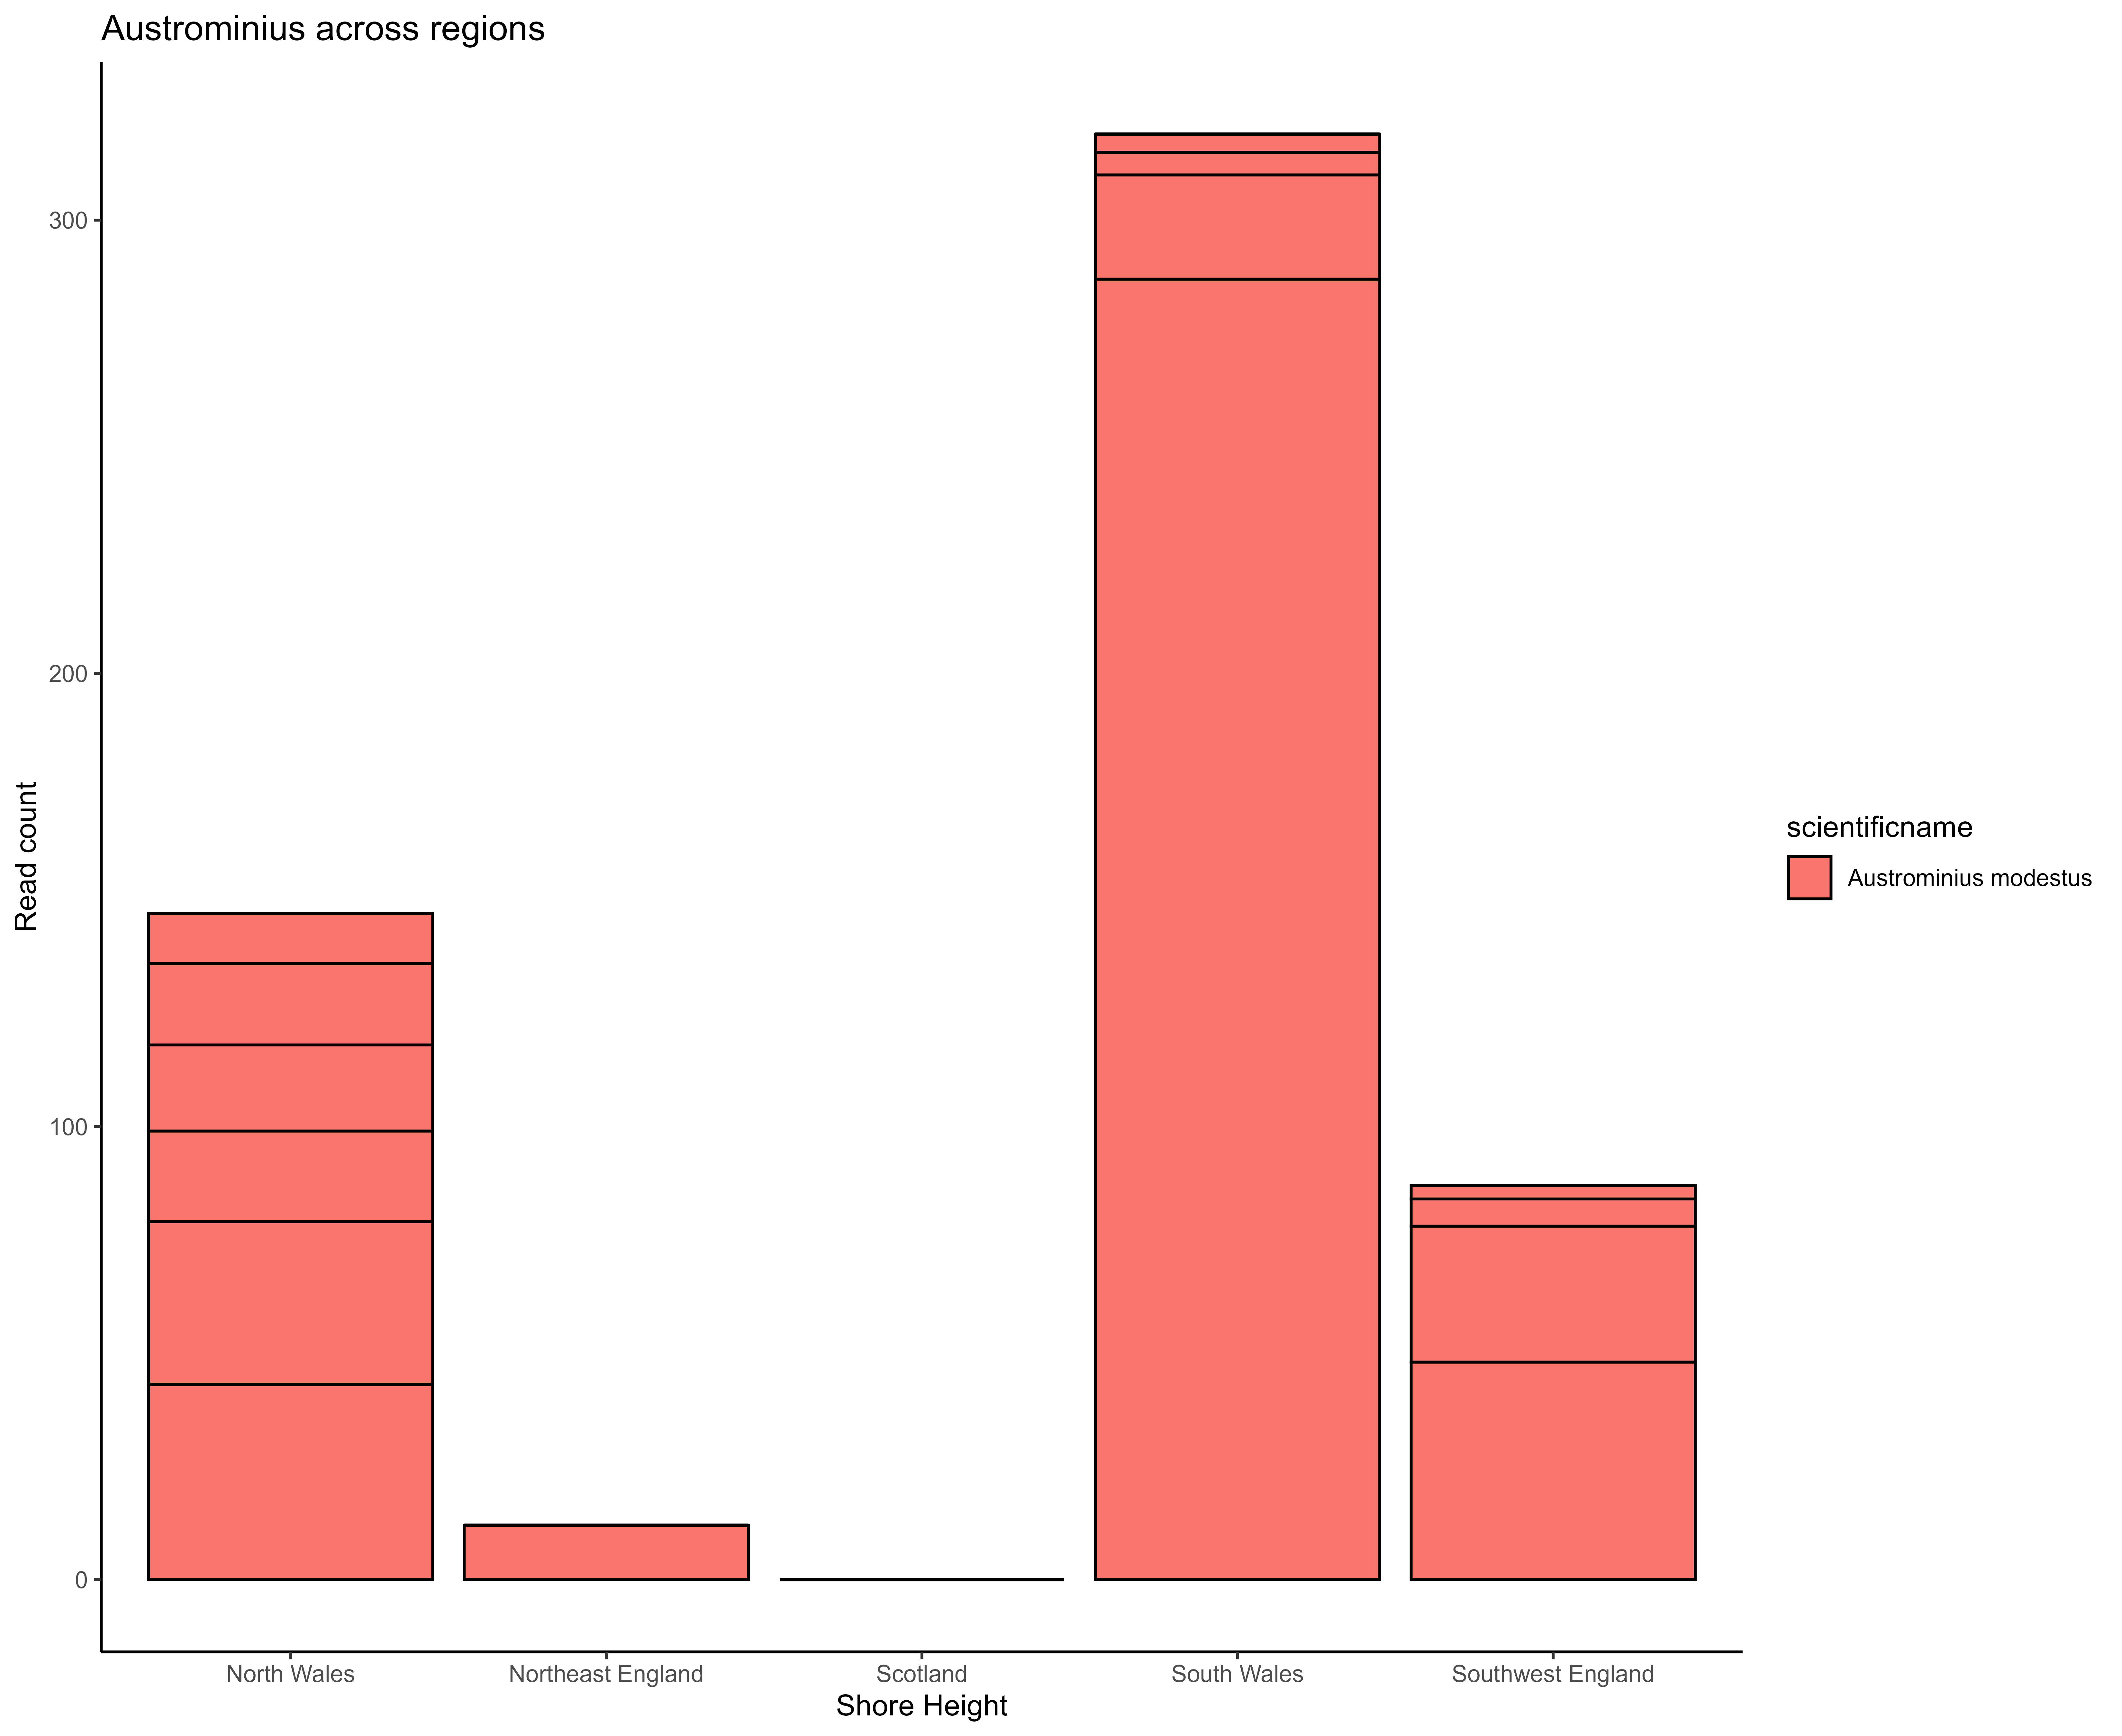 Austrominius across regions
Read count
300
200
100
0
North Wales
Northeast England
Scotland
South Wales
Southwest England
Shore Height
scientificname
Austrominius modestus